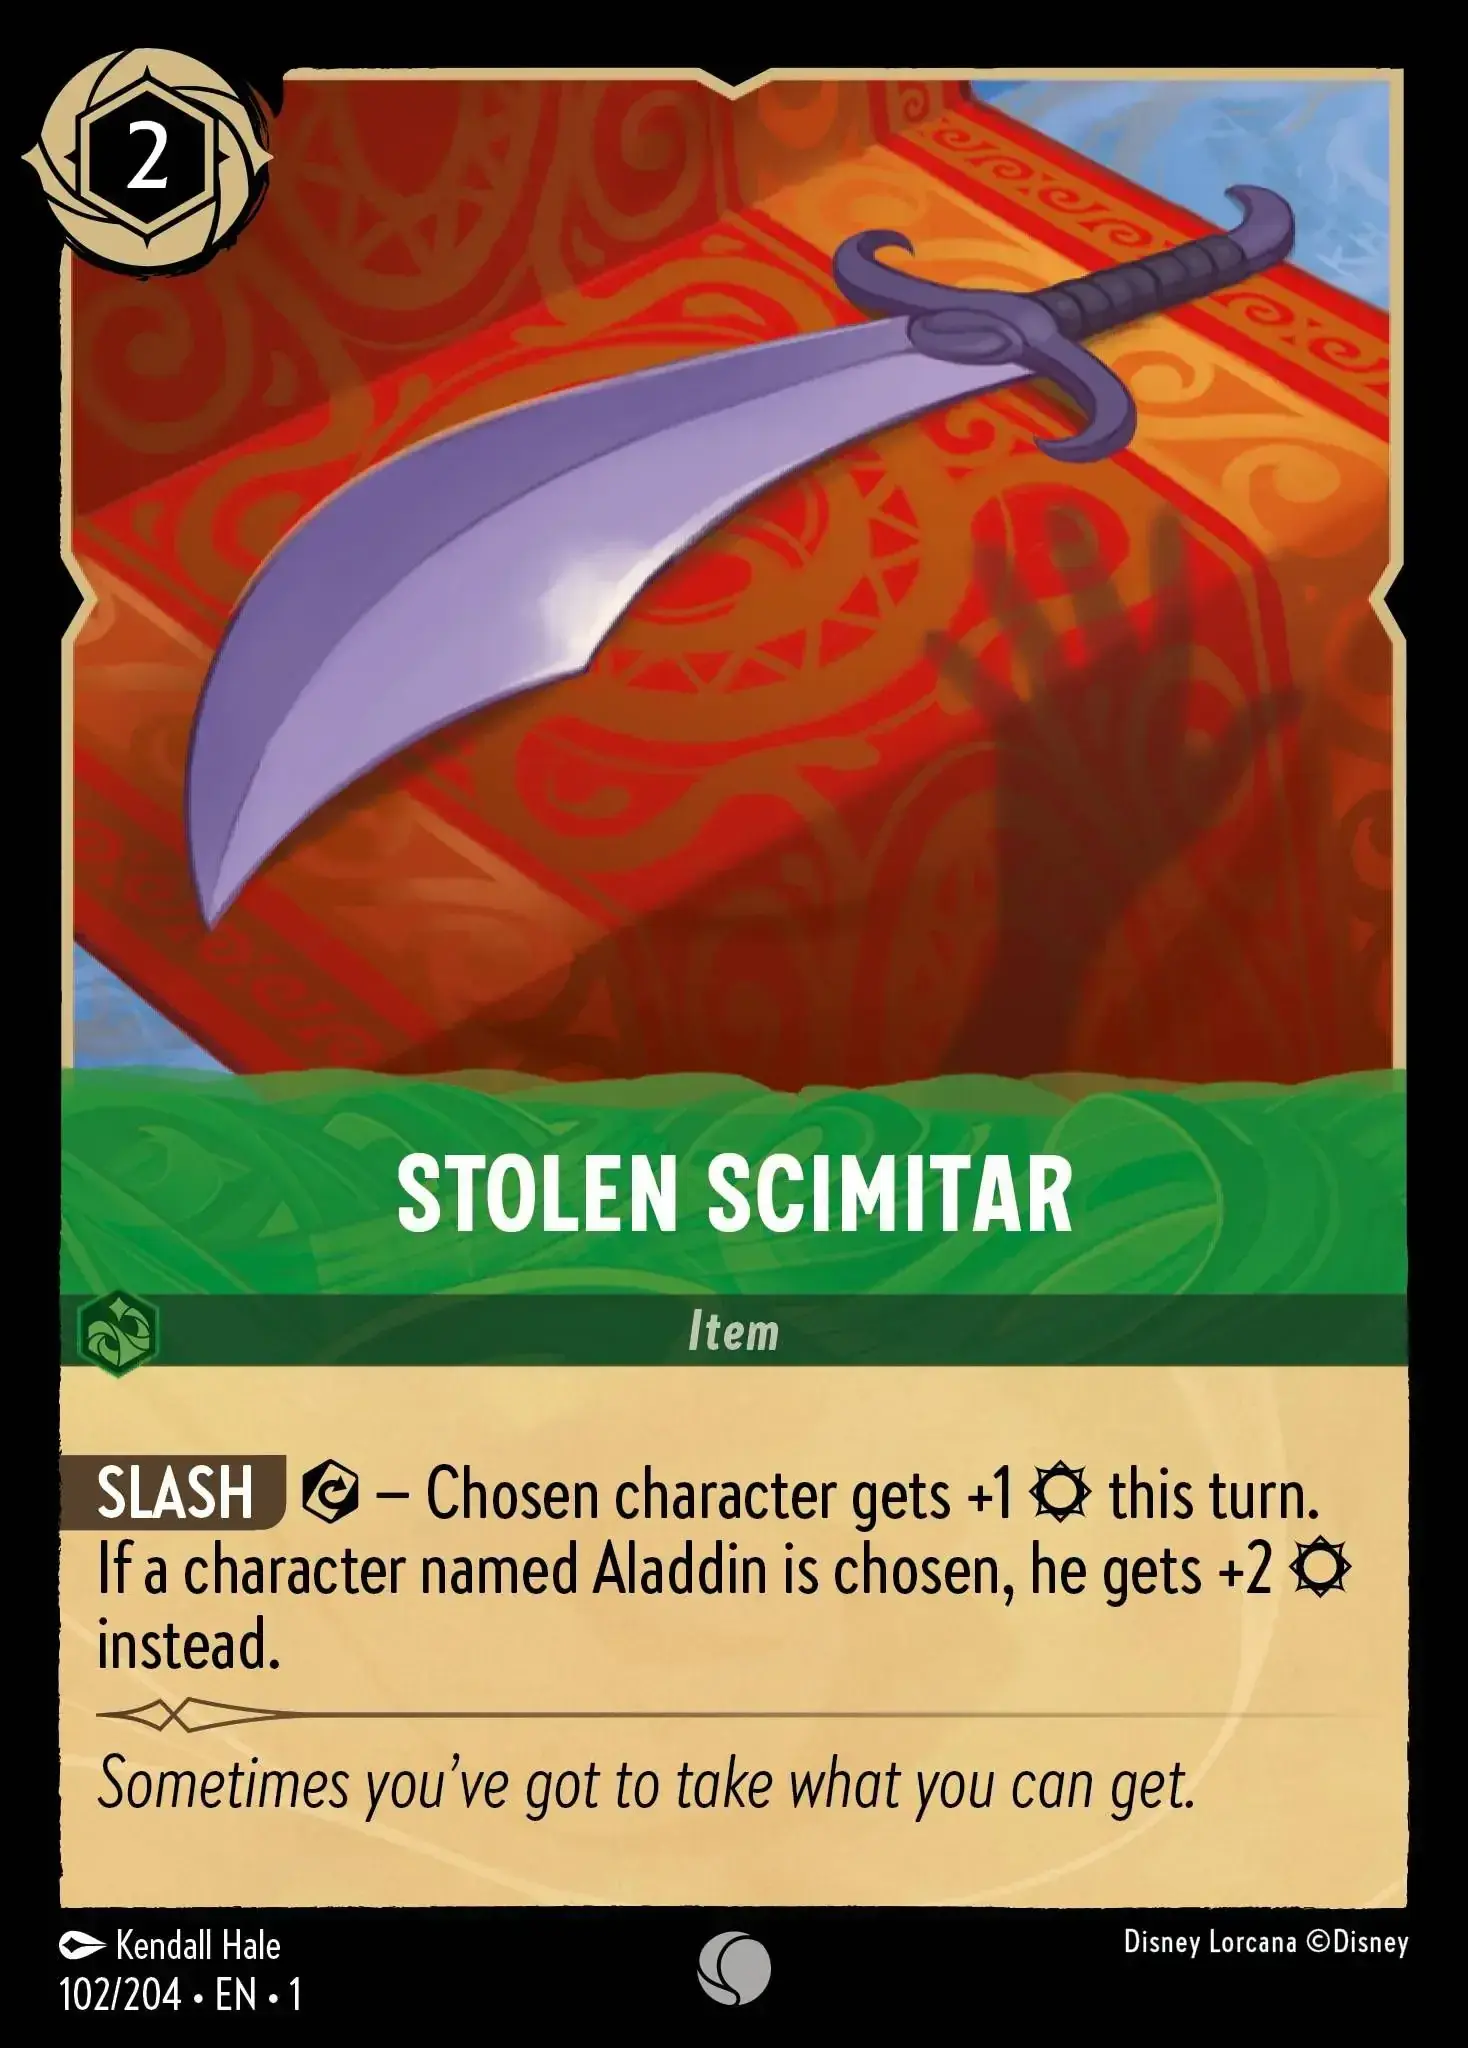 2
STOLEN SCIMITAR
Item
SLASH – Chosen character gets +1 this turn.
If a character named Aladdin is chosen, he gets +2
instead.
Sometimes you've got to take what you can get.
Kendall Hale
Disney Lorcana ©Disney
102/204 • EN • 1